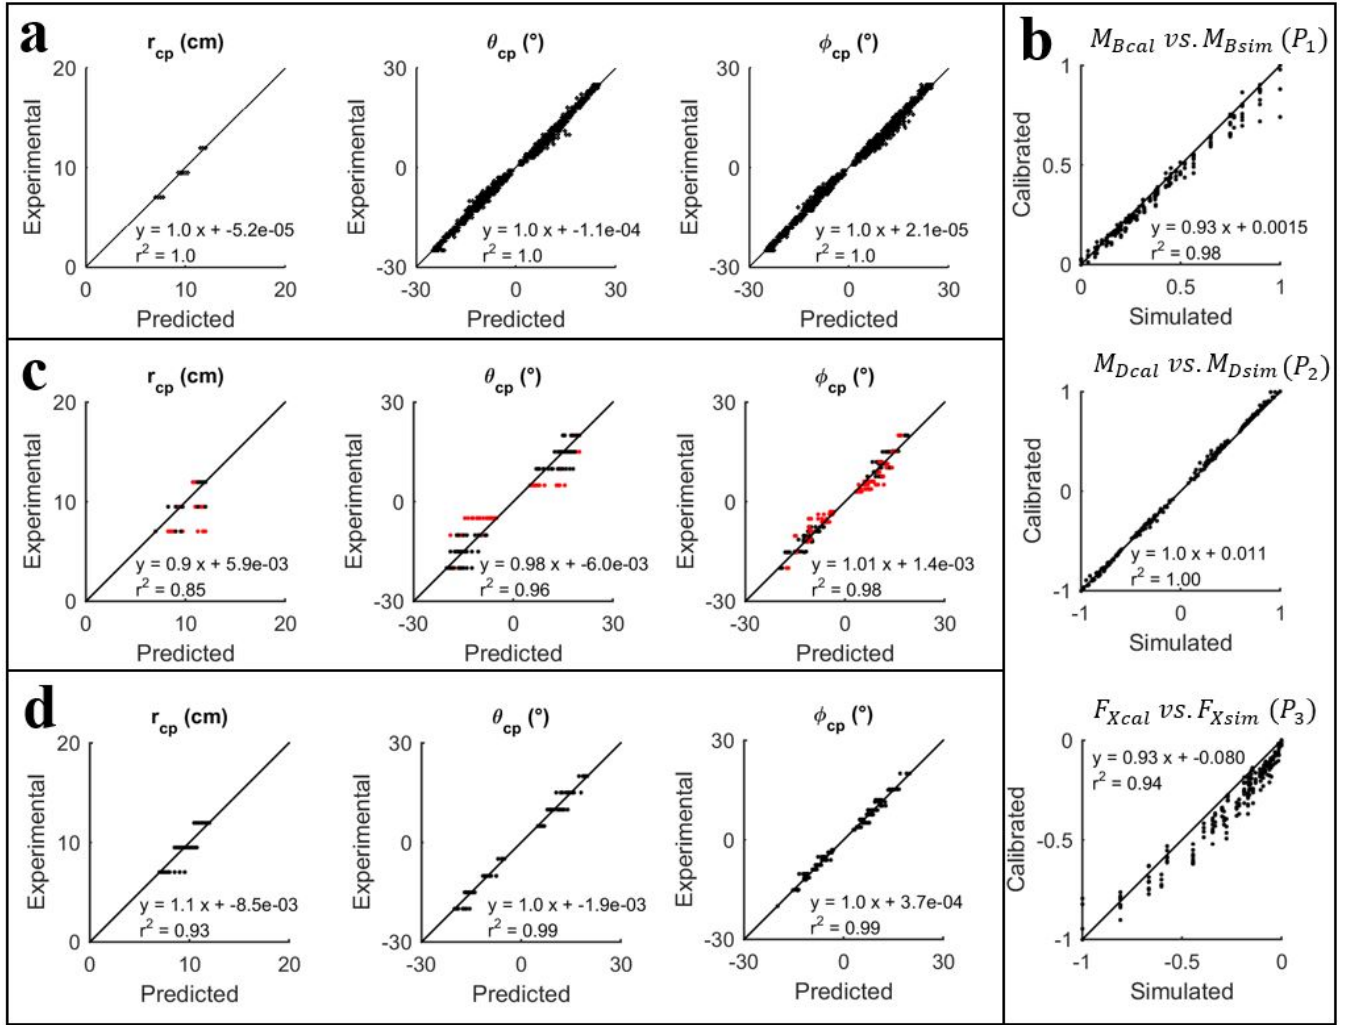 a
r_cp (cm)
20
10
0
0
10
20
Experimental
Predicted
y = 1.0 x + -5.2e-05
r² = 1.0
θ_cp (°)
30
0
-30
-30
0
30
Experimental
Predicted
y = 1.0 x + -1.1e-04
r² = 1.0
ϕ_cp (°)
30
0
-30
-30
0
30
Experimental
Predicted
y = 1.0 x + 2.1e-05
r² = 1.0
b
M_Bcal vs. M_Bsim (P_1)
1
0.5
0
0
0.5
1
Calibrated
Simulated
y = 0.93 x + 0.0015
r² = 0.98
M_Dcal vs. M_Dsim (P_2)
1
0
-1
-1
0
1
Calibrated
Simulated
y = 1.0 x + 0.011
r² = 1.00
F_Xcal vs. F_Xsim (P_3)
0
-0.5
-1
-1
-0.5
0
Calibrated
Simulated
y = 0.93 x + -0.080
r² = 0.94
c
r_cp (cm)
20
10
0
0
10
20
Experimental
Predicted
y = 0.9 x + 5.9e-03
r² = 0.85
θ_cp (°)
30
0
-30
-30
0
30
Experimental
Predicted
y = 0.98 x + -6.0e-03
r² = 0.96
ϕ_cp (°)
30
0
-30
-30
0
30
Experimental
Predicted
y = 1.01 x + 1.4e-03
r² = 0.98
d
r_cp (cm)
20
10
0
0
10
20
Experimental
Predicted
y = 1.1 x + -8.5e-03
r² = 0.93
θ_cp (°)
30
0
-30
-30
0
30
Experimental
Predicted
y = 1.0 x + -1.9e-03
r² = 0.99
ϕ_cp (°)
30
0
-30
-30
0
30
Experimental
Predicted
y = 1.0 x + 3.7e-04
r² = 0.99